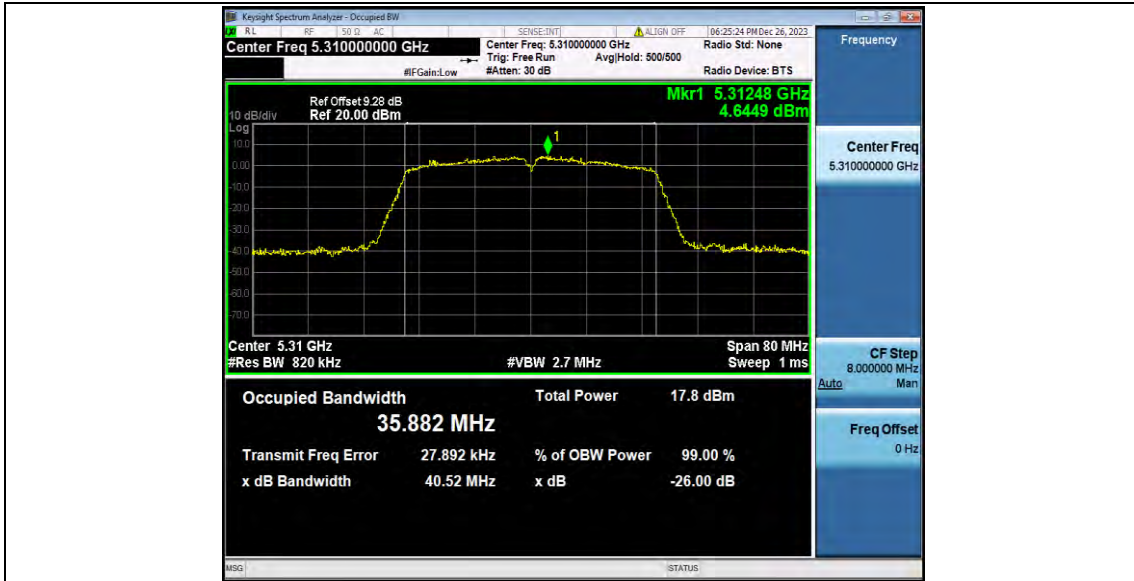 Keysight Spectrum Analyzer - Occupied BW
RL RF 50 Ω AC SENSE:INT ALIGN OFF 06:25:24 PM Dec 26, 2023
Center Freq 5.310000000 GHz
Center Freq: 5.310000000 GHz Radio Std: None
Trig: Free Run Avg|Hold: 500/500
#IFGain:Low #Atten: 30 dB Radio Device: BTS
Frequency
Mkr1 5.31248 GHz
4.6449 dBm
Ref Offset 9.28 dB
10 dB/div Ref 20.00 dBm
Log
1
10.0
0.00
-10.0
-20.0
-30.0
-40.0
-50.0
-60.0
-70.0
Center 5.31 GHz Span 80 MHz
#Res BW 820 kHz #VBW 2.7 MHz Sweep 1 ms
Center Freq
5.310000000 GHz
CF Step
8.000000 MHz
Auto Man
Freq Offset
0 Hz
Occupied Bandwidth Total Power 17.8 dBm
35.882 MHz
Transmit Freq Error 27.892 kHz % of OBW Power 99.00 %
x dB Bandwidth 40.52 MHz x dB -26.00 dB
MSG STATUS